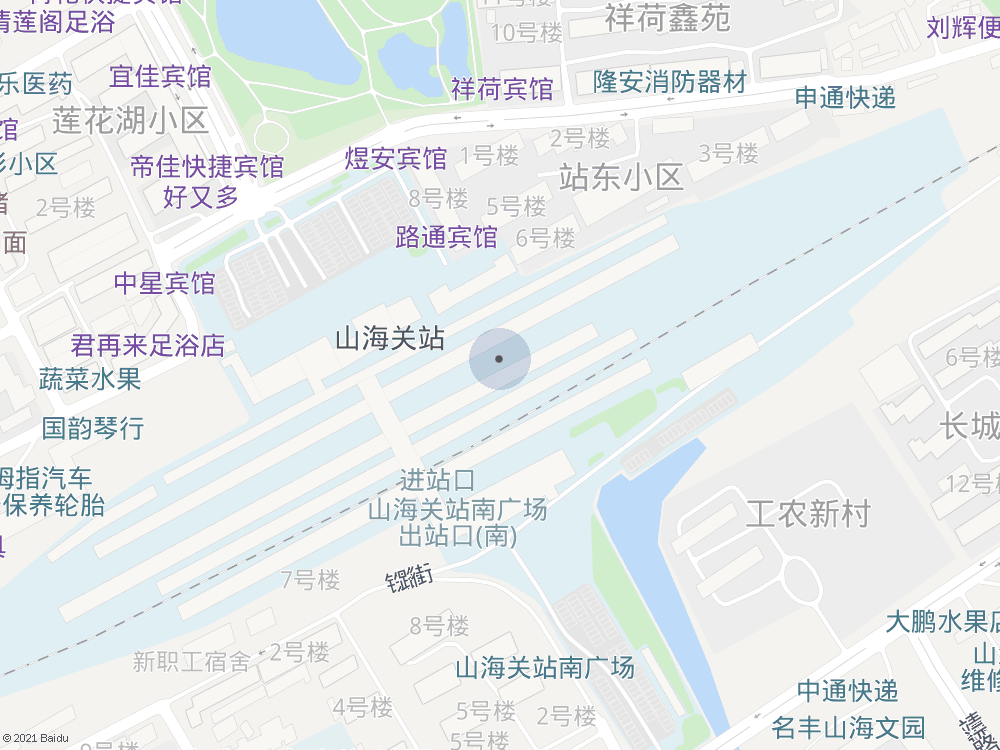 情莲阁足浴
10号楼
祥荷鑫苑
刘辉便
宜佳宾馆
乐医药
祥荷宾馆
隆安消防器材
申通快递
莲花湖小区
馆
小区
帝佳快捷宾馆
煜安宾馆
1号楼
2号楼
3号楼
站东小区
好又多
8号楼
5号楼
2号楼
面
路通宾馆
6号楼
中星宾馆
山海关站
君再来足浴店
蔬菜水果
6号楼
国韵琴行
长城
拇指汽车
保养轮胎
进站口
山海关站南广场
出站口(南)
12号楼
工农新村
7号楼
8号楼
大鹏水果店
新职工宿舍
2号楼
山海关站南广场
山
维修
中通快递
4号楼
5号楼
2号楼
名丰山海文园
5号楼
© 2021 Baidu